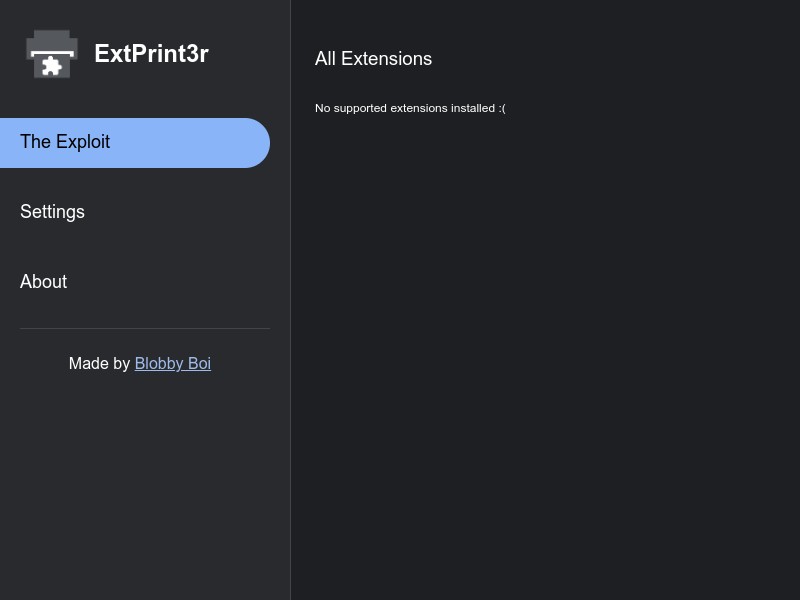 ExtPrint3r
The Exploit
Settings
About
Made by Blobby Boi
All Extensions
No supported extensions installed :(